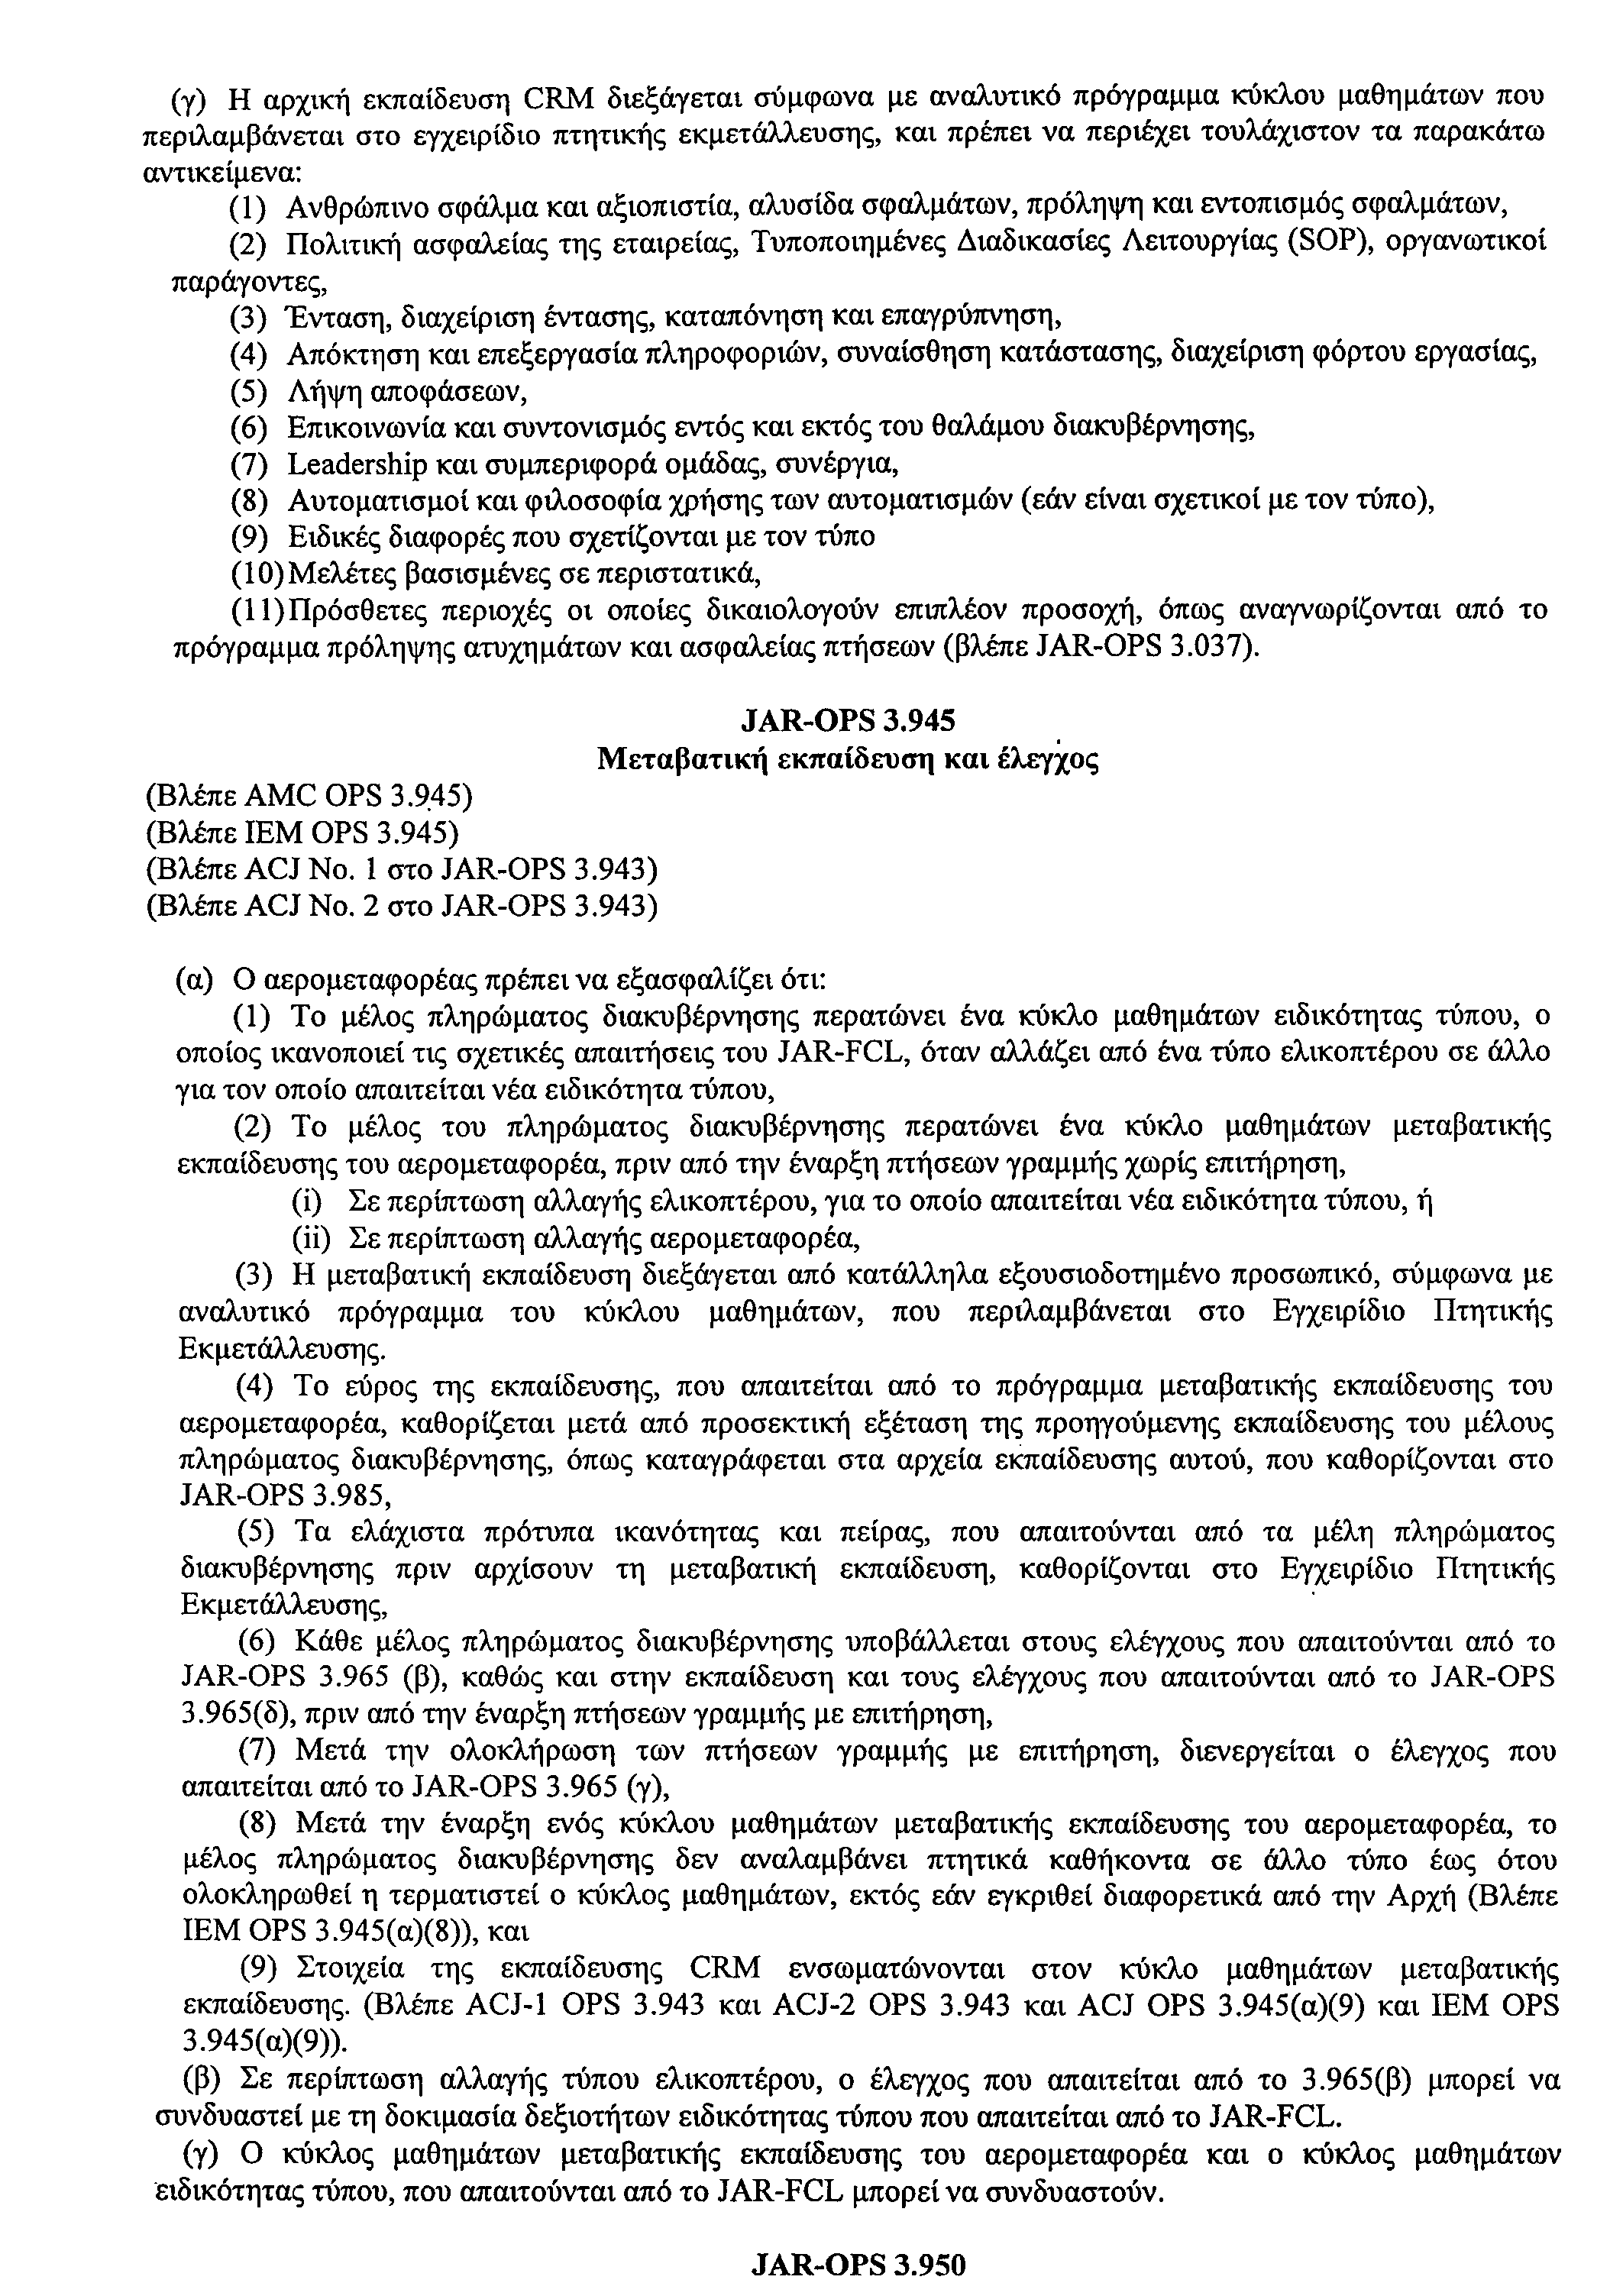 (γ) Η αρχική εκπαίδευση CRM διεξάγεται σύμφωνα με αναλυτικό πρόγραμμα κύκλου μαθημάτων που
περιλαμβάνεται στο εγχειρίδιο πτητικής εκμετάλλευσης, και πρέπει να περιέχει τουλάχιστον τα παρακάτω
αντικείμενα:
(1) Ανθρώπινο σφάλμα και αξιοπιστία, αλυσίδα σφαλμάτων, πρόληψη και εντοπισμός σφαλμάτων,
(2) Πολιτική ασφαλείας της εταιρείας, Τυποποιημένες Διαδικασίες Λειτουργίας (SOP), οργανωτικοί
παράγοντες,
(3) Ένταση, διαχείριση έντασης, καταπόνηση και επαγρύπνηση,
(4) Απόκτηση και επεξεργασία πληροφοριών, συναίσθηση κατάστασης, διαχείριση φόρτου εργασίας,
(5) Λήψη αποφάσεων,
(6) Επικοινωνία και συντονισμός εντός και εκτός του θαλάμου διακυβέρνησης,
(7) Leadership και συμπεριφορά ομάδας, συνέργια,
(8) Αυτοματισμοί και φιλοσοφία χρήσης των αυτοματισμών (εάν είναι σχετικοί με τον τύπο),
(9) Ειδικές διαφορές που σχετίζονται με τον τύπο
(10)Μελέτες βασισμένες σε περιστατικά,
(11)Πρόσθετες περιοχές οι οποίες δικαιολογούν επιπλέον προσοχή, όπως αναγνωρίζονται από το
πρόγραμμα πρόληψης ατυχημάτων και ασφαλείας πτήσεων (βλέπε JAR-OPS 3.037).
JAR-OPS 3.945
Μεταβατική εκπαίδευση και έλεγχος
(Βλέπε AMC OPS 3.945)
(Βλέπε IEM OPS 3.945)
(Βλέπε ACJ No. 1 στο JAR-OPS 3.943)
(Βλέπε ACJ No. 2 στο JAR-OPS 3.943)
(α) Ο αερομεταφορέας πρέπει να εξασφαλίζει ότι:
(1) Το μέλος πληρώματος διακυβέρνησης περατώνει ένα κύκλο μαθημάτων ειδικότητας τύπου, ο
οποίος ικανοποιεί τις σχετικές απαιτήσεις του JAR-FCL, όταν αλλάζει από ένα τύπο ελικοπτέρου σε άλλο
για τον οποίο απαιτείται νέα ειδικότητα τύπου,
(2) Το μέλος του πληρώματος διακυβέρνησης περατώνει ένα κύκλο μαθημάτων μεταβατικής
εκπαίδευσης του αερομεταφορέα, πριν από την έναρξη πτήσεων γραμμής χωρίς επιτήρηση,
(i) Σε περίπτωση αλλαγής ελικοπτέρου, για το οποίο απαιτείται νέα ειδικότητα τύπου, ή
(ii) Σε περίπτωση αλλαγής αερομεταφορέα,
(3) Η μεταβατική εκπαίδευση διεξάγεται από κατάλληλα εξουσιοδοτημένο προσωπικό, σύμφωνα με
αναλυτικό πρόγραμμα του κύκλου μαθημάτων, που περιλαμβάνεται στο Εγχειρίδιο Πτητικής
Εκμετάλλευσης.
(4) Το εύρος της εκπαίδευσης, που απαιτείται από το πρόγραμμα μεταβατικής εκπαίδευσης του
αερομεταφορέα, καθορίζεται μετά από προσεκτική εξέταση της προηγούμενης εκπαίδευσης του μέλους
πληρώματος διακυβέρνησης, όπως καταγράφεται στα αρχεία εκπαίδευσης αυτού, που καθορίζονται στο
JAR-OPS 3.985,
(5) Τα ελάχιστα πρότυπα ικανότητας και πείρας, που απαιτούνται από τα μέλη πληρώματος
διακυβέρνησης πριν αρχίσουν τη μεταβατική εκπαίδευση, καθορίζονται στο Εγχειρίδιο Πτητικής
Εκμετάλλευσης,
(6) Κάθε μέλος πληρώματος διακυβέρνησης υποβάλλεται στους ελέγχους που απαιτούνται από το
JAR-OPS 3.965 (β), καθώς και στην εκπαίδευση και τους ελέγχους που απαιτούνται από το JAR-OPS
3.965(δ), πριν από την έναρξη πτήσεων γραμμής με επιτήρηση,
(7) Μετά την ολοκλήρωση των πτήσεων γραμμής με επιτήρηση, διενεργείται ο έλεγχος που
απαιτείται από το JAR-OPS 3.965 (γ),
(8) Μετά την έναρξη ενός κύκλου μαθημάτων μεταβατικής εκπαίδευσης του αερομεταφορέα, το
μέλος πληρώματος διακυβέρνησης δεν αναλαμβάνει πτητικά καθήκοντα σε άλλο τύπο έως ότου
ολοκληρωθεί η τερματιστεί ο κύκλος μαθημάτων, εκτός εάν εγκριθεί διαφορετικά από την Αρχή (Βλέπε
IEM OPS 3.945(α)(8)), και
(9) Στοιχεία της εκπαίδευσης CRM ενσωματώνονται στον κύκλο μαθημάτων μεταβατικής
εκπαίδευσης. (Βλέπε ACJ-1 OPS 3.943 και ACJ-2 OPS 3.943 και ACJ OPS 3.945(α)(9) και IEM OPS
3.945(α)(9)).
(β) Σε περίπτωση αλλαγής τύπου ελικοπτέρου, ο έλεγχος που απαιτείται από το 3.965(β) μπορεί να
συνδυαστεί με τη δοκιμασία δεξιοτήτων ειδικότητας τύπου που απαιτείται από το JAR-FCL.
(γ) Ο κύκλος μαθημάτων μεταβατικής εκπαίδευσης του αερομεταφορέα και ο κύκλος μαθημάτων
ειδικότητας τύπου, που απαιτούνται από το JAR-FCL μπορεί να συνδυαστούν.
JAR-OPS 3.950